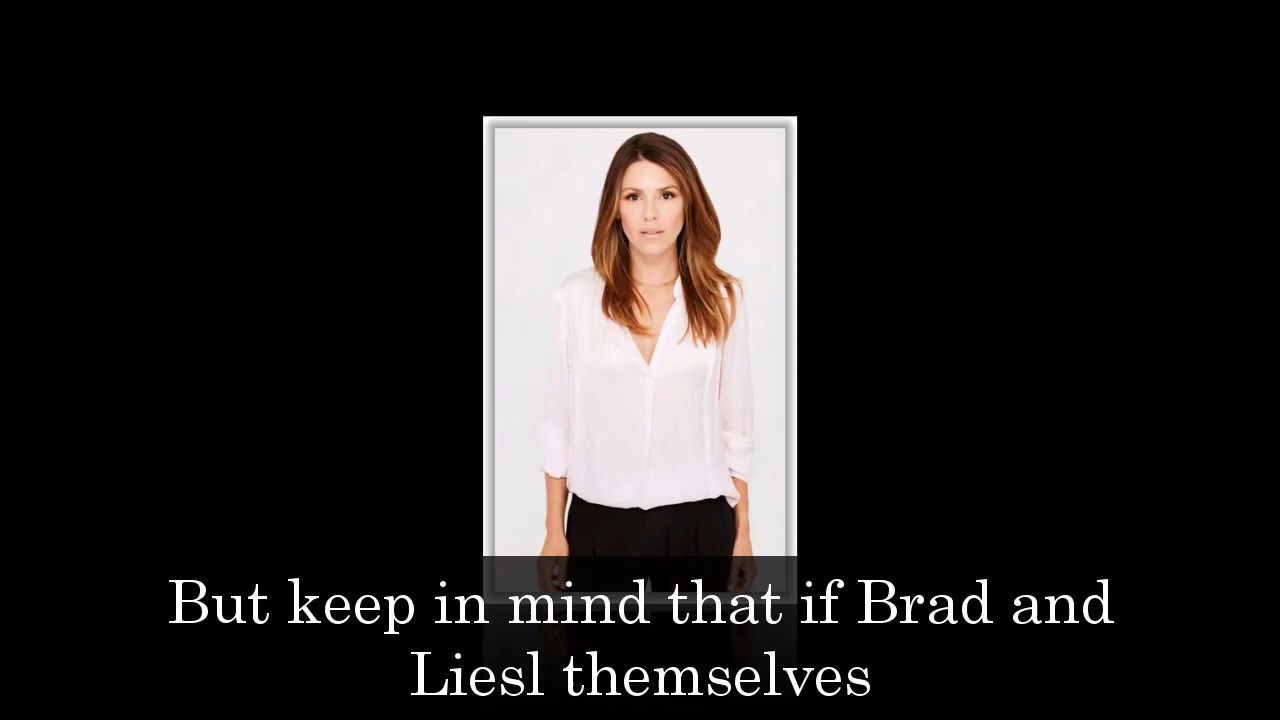 But keep in mind that if Brad and
Liesl themselves